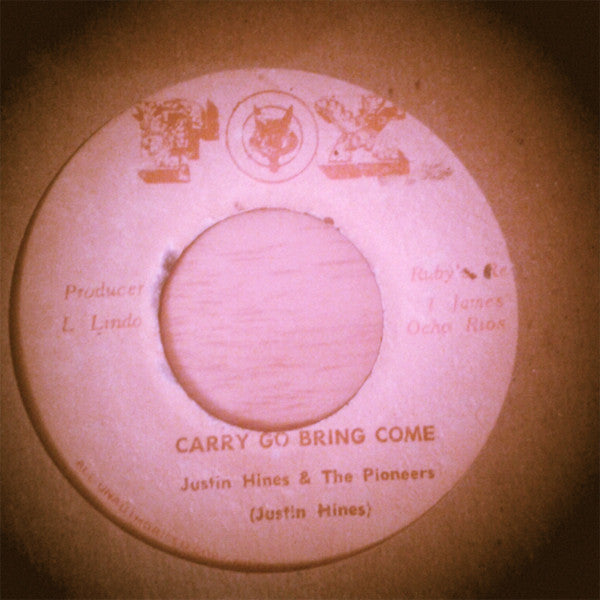 FOX
Producer
L. Lindo
Ruby's
James
Ocho Rios
CARRY GO BRING COME
Justin Hines & The Pioneers
(Justin Hines)